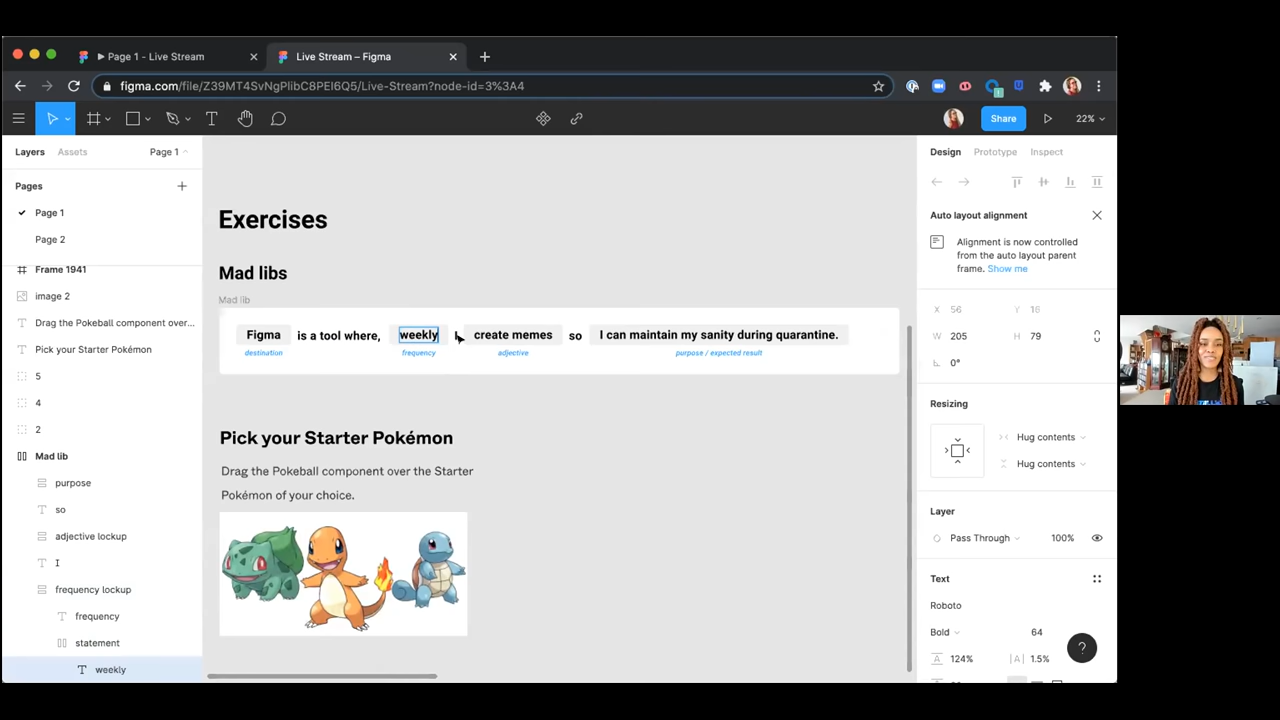 ▶ Page 1 - Live Stream
Live Stream – Figma
figma.com/file/Z39MT4SvNgPlibC8PEI6Q5/Live-Stream?node-id=3%3A4
Share
22%
Layers
Assets
Page 1
Pages
Page 1
Page 2
Frame 1941
image 2
Drag the Pokeball component over...
Pick your Starter Pokémon
5
4
2
Mad lib
purpose
so
adjective lockup
I
frequency lockup
frequency
statement
weekly
Exercises
Mad libs
Mad lib
Figma is a tool where, weekly I create memes so I can maintain my sanity during quarantine.
destination frequency adjective purpose / expected result
Pick your Starter Pokémon
Drag the Pokeball component over the Starter
Pokémon of your choice.
Design
Prototype
Inspect
Auto layout alignment
Alignment is now controlled
from the auto layout parent
frame. Show me
X 56 Y 16
W 205 H 79
0°
Resizing
Hug contents
Hug contents
Layer
Pass Through 100%
Text
Roboto
Bold 64
124% |A| 1.5%
?